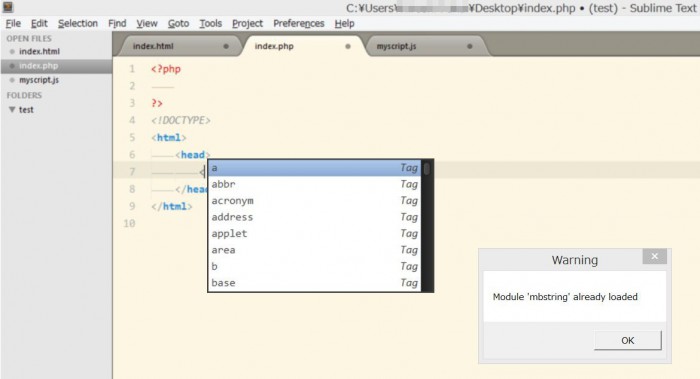 C:¥Users¥ ¥Desktop¥index.php • (test) - Sublime Text
File Edit Selection Find View Goto Tools Project Preferences Help
OPEN FILES
index.html
index.php
myscript.js
FOLDERS
test
index.html
index.php
myscript.js
1 <?php
2
3 ?>
4 <!DOCTYPE>
5 <html>
6 <head>
7 <
8 </head
9 </html>
10
a Tag
abbr Tag
acronym Tag
address Tag
applet Tag
area Tag
b Tag
base Tag
Warning
Module 'mbstring' already loaded
OK